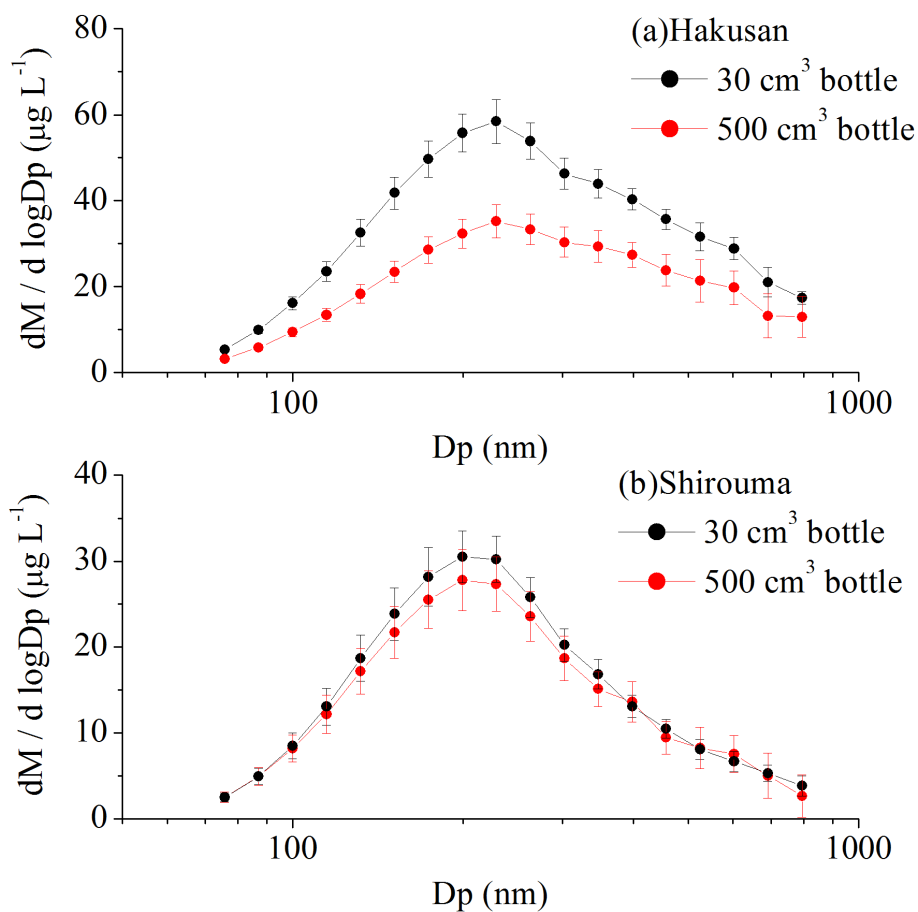 80
60
40
20
0
dM / d logDp (µg L⁻¹)
(a)Hakusan
30 cm³ bottle
500 cm³ bottle
100
1000
Dp (nm)
40
30
20
10
0
dM / d logDp (µg L⁻¹)
(b)Shirouma
30 cm³ bottle
500 cm³ bottle
100
1000
Dp (nm)